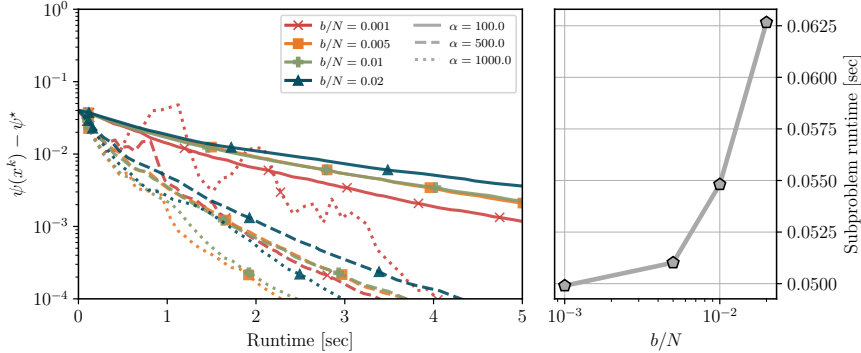 10^0
10^{-1}
10^{-2}
10^{-3}
10^{-4}
ψ(x^k) − ψ^⋆
b/N = 0.001
b/N = 0.005
b/N = 0.01
b/N = 0.02
α = 100.0
α = 500.0
α = 1000.0
0 1 2 3 4 5
Runtime [sec]
0.0625
0.0600
0.0575
0.0550
0.0525
0.0500
Subproblem runtime [sec]
10^{-3} 10^{-2}
b/N